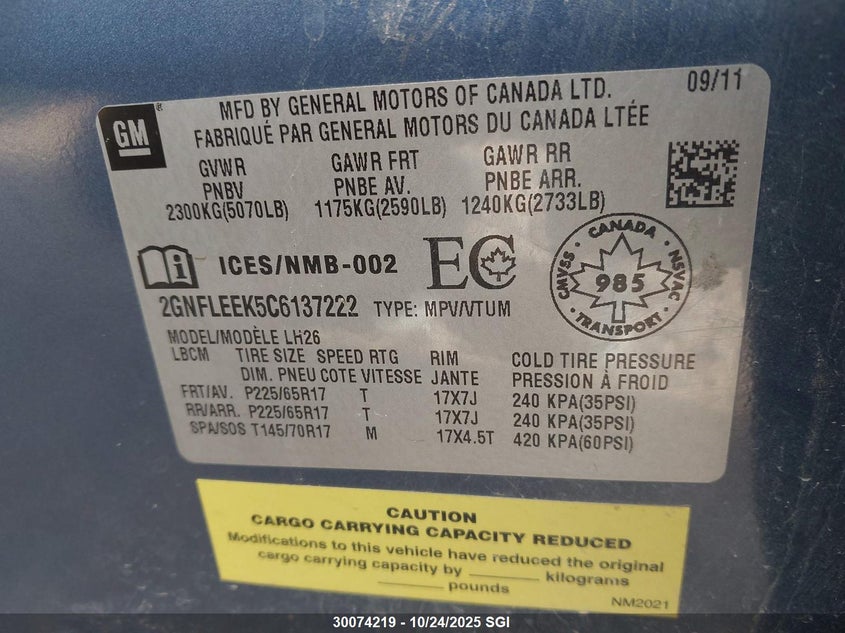 MFD BY GENERAL MOTORS OF CANADA LTD. 09/11
GM
FABRIQUÉ PAR GENERAL MOTORS DU CANADA LTÉE
GVWR GAWR FRT GAWR RR
PNBV PNBE AV. PNBE ARR.
2300KG(5070LB) 1175KG(2590LB) 1240KG(2733LB)
ICES/NMB-002 EC
CANADA
CMVSS 985 NSVAC
TRANSPORT
2GNFLEEK5C6137222 TYPE: MPV/VTUM
MODEL/MODÈLE LH26
LBCM TIRE SIZE SPEED RTG RIM COLD TIRE PRESSURE
DIM. PNEU COTE VITESSE JANTE PRESSION À FROID
FRT/AV. P225/65R17 T 17X7J 240 KPA(35PSI)
RR/ARR. P225/65R17 T 17X7J 240 KPA(35PSI)
SPA/SOS T145/70R17 M 17X4.5T 420 KPA(60PSI)
CAUTION
CARGO CARRYING CAPACITY REDUCED
Modifications to this vehicle have reduced the original
cargo carrying capacity by ______ kilograms
______ pounds
NM2021
30074219 - 10/24/2025 SGI